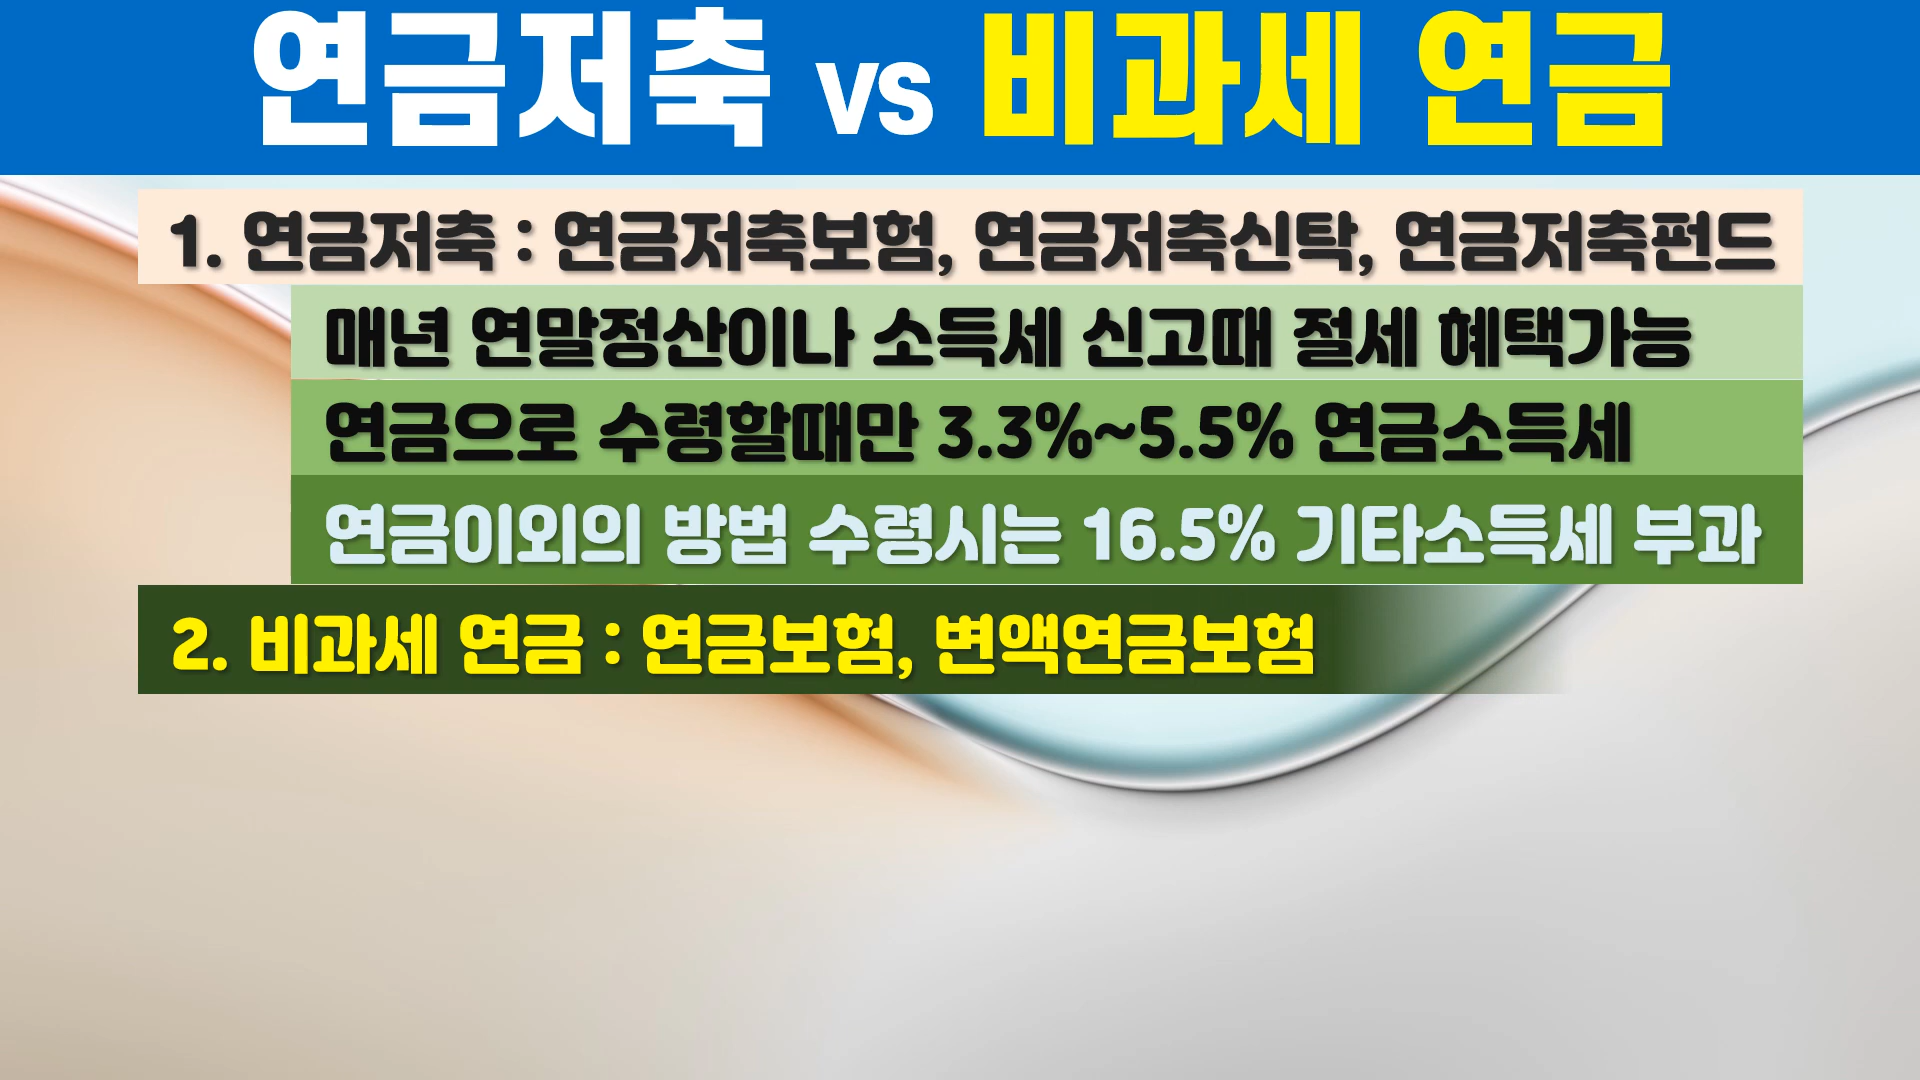 연금저축 vs 비과세 연금
1. 연금저축 : 연금저축보험, 연금저축신탁, 연금저축펀드
매년 연말정산이나 소득세 신고때 절세 혜택가능
연금으로 수령할때만 3.3%~5.5% 연금소득세
연금이외의 방법 수령시는 16.5% 기타소득세 부과
2. 비과세 연금 : 연금보험, 변액연금보험